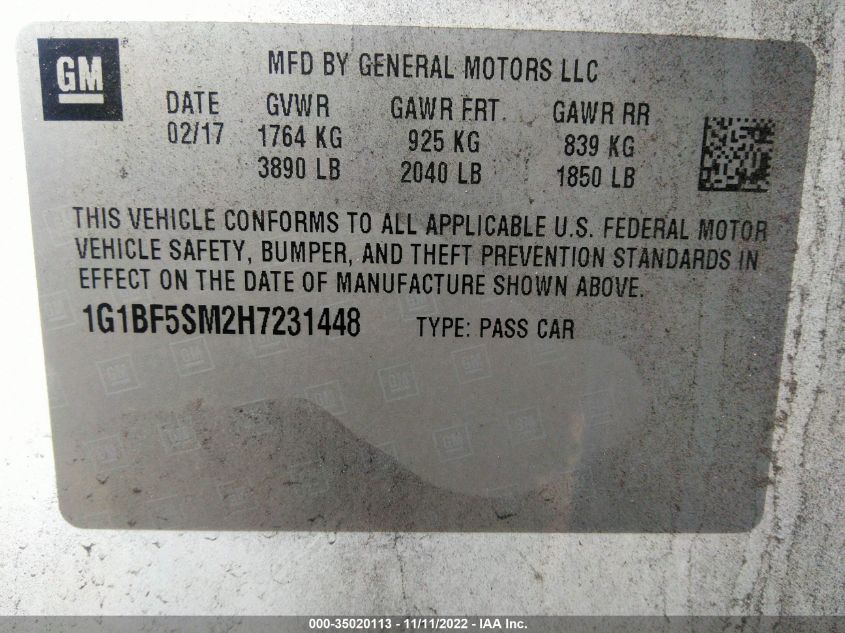 GM
MFD BY GENERAL MOTORS LLC
DATE GVWR GAWR FRT. GAWR RR
02/17 1764 KG 925 KG 839 KG
3890 LB 2040 LB 1850 LB
THIS VEHICLE CONFORMS TO ALL APPLICABLE U.S. FEDERAL MOTOR
VEHICLE SAFETY, BUMPER, AND THEFT PREVENTION STANDARDS IN
EFFECT ON THE DATE OF MANUFACTURE SHOWN ABOVE.
1G1BF5SM2H7231448 TYPE: PASS CAR
000-35020113 - 11/11/2022 - IAA Inc.